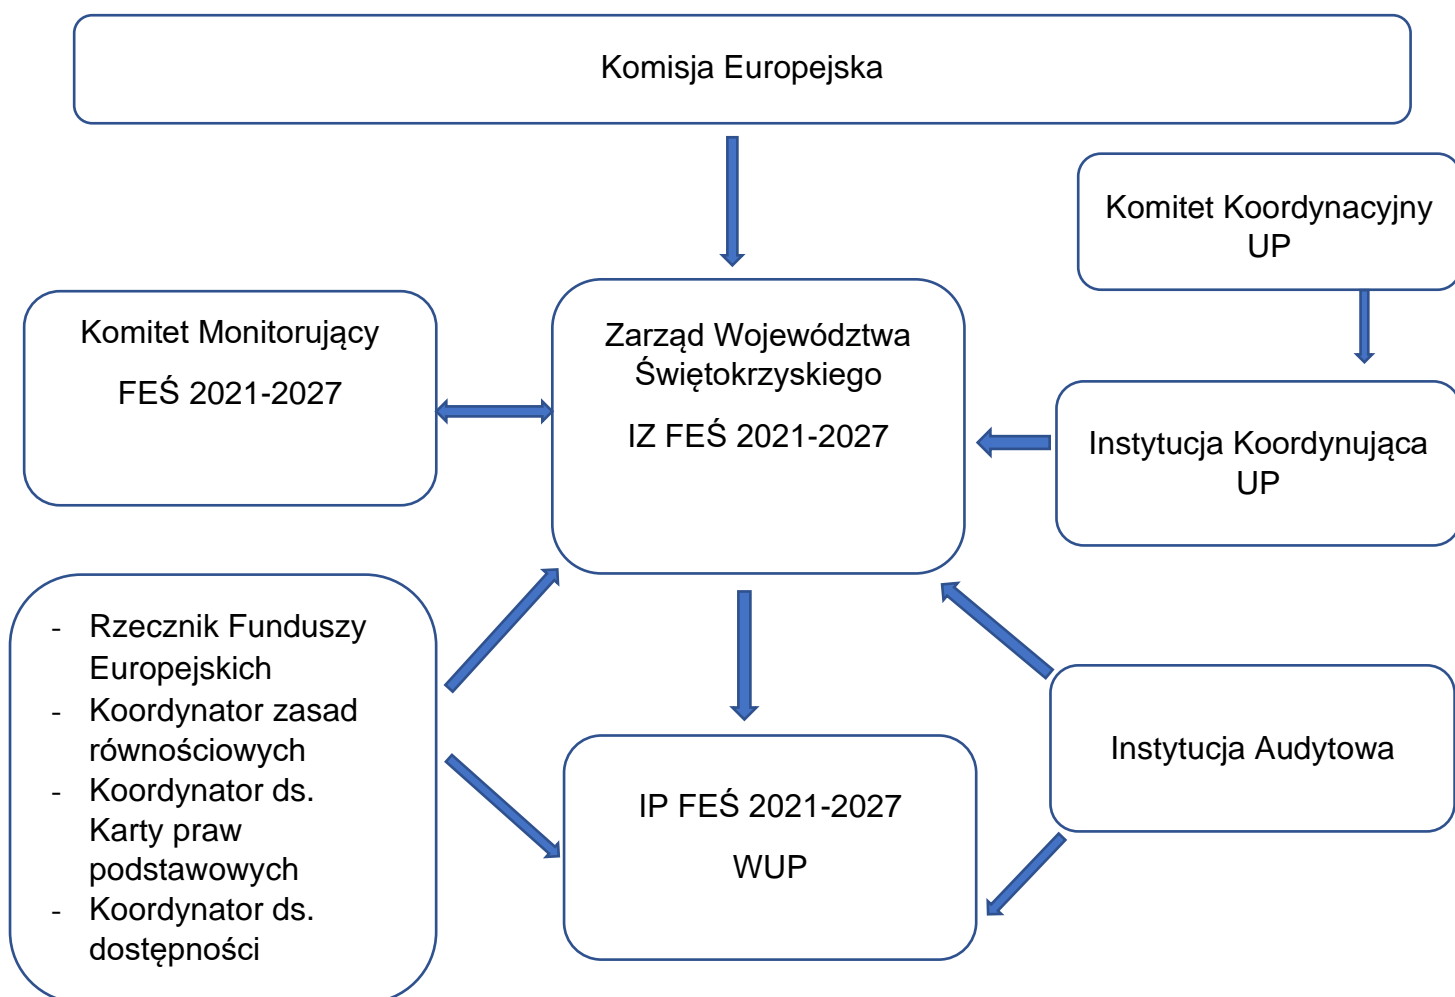 Komisja Europejska
Komitet Koordynacyjny
UP
Komitet Monitorujący
FEŚ 2021-2027
Zarząd Województwa
Świętokrzyskiego
IZ FEŚ 2021-2027
Instytucja Koordynująca
UP
- Rzecznik Funduszy
Europejskich
- Koordynator zasad
równościowych
- Koordynator ds.
Karty praw
podstawowych
- Koordynator ds.
dostępności
IP FEŚ 2021-2027
WUP
Instytucja Audytowa